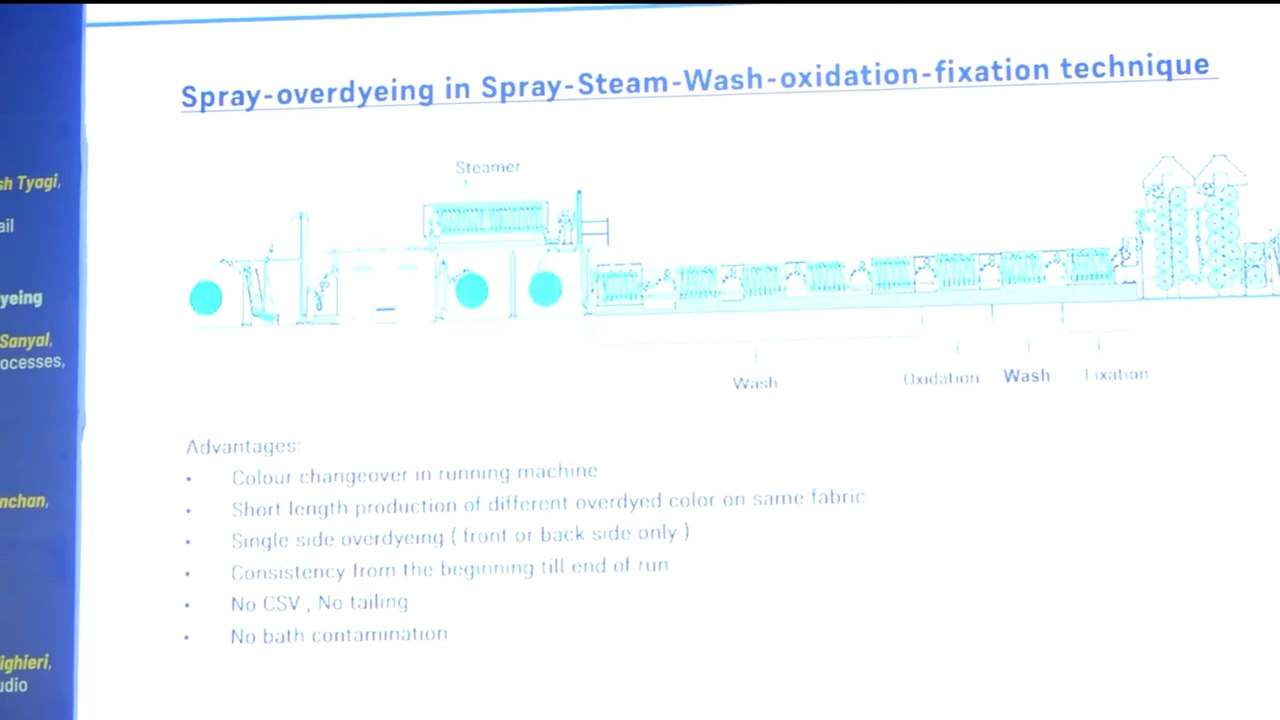 Spray-overdyeing in Spray-Steam-Wash-oxidation-fixation technique
Steamer
Wash
Oxidation
Wash
Fixation
Advantages:
• Colour changeover in running machine
• Short length production of different overdyed color on same fabric
• Single side overdyeing ( front or back side only )
• Consistency from the beginning till end of run
• No CSV , No tailing
• No bath contamination
sh Tyagi,
ail
yeing
Sanyal,
ocesses,
nchan,
ighieri,
udio